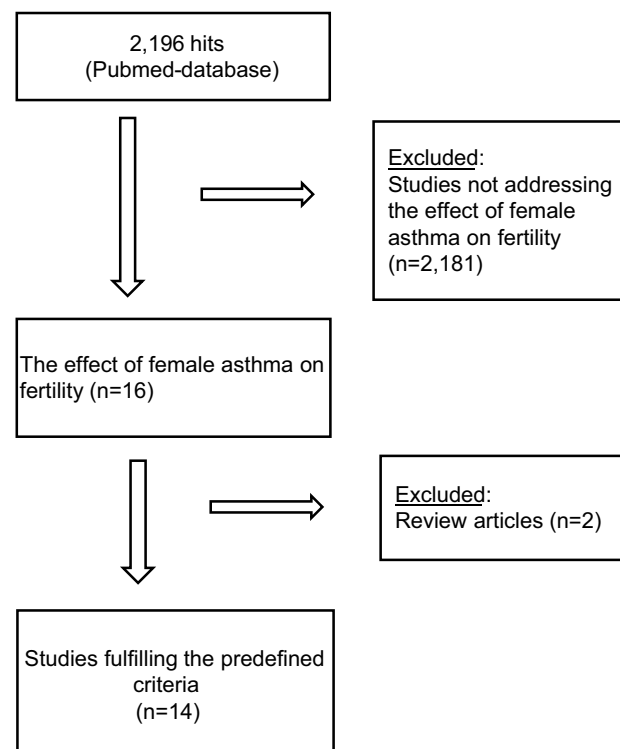 2,196 hits
(Pubmed-database)
Excluded:
Studies not addressing
the effect of female
asthma on fertility
(n=2,181)
The effect of female asthma on
fertility (n=16)
Excluded:
Review articles (n=2)
Studies fulfilling the predefined
criteria
(n=14)